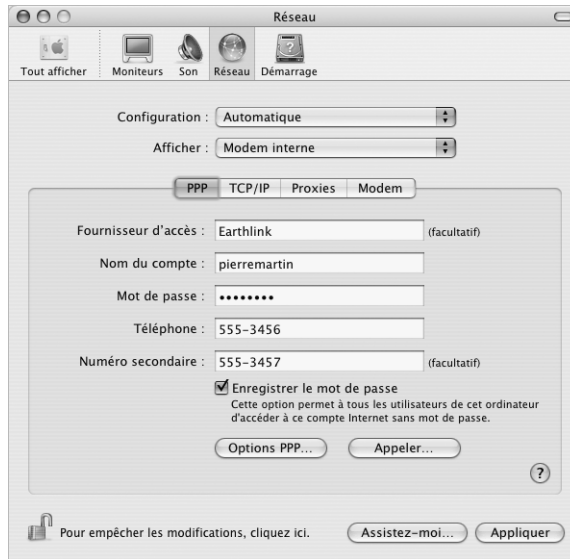 Réseau
Tout afficher Moniteurs Son Réseau Démarrage
Configuration : Automatique
Afficher : Modem interne
PPP TCP/IP Proxies Modem
Fournisseur d'accès : Earthlink (facultatif)
Nom du compte : pierremartin
Mot de passe : ••••••••
Téléphone : 555-3456
Numéro secondaire : 555-3457 (facultatif)
Enregistrer le mot de passe
Cette option permet à tous les utilisateurs de cet ordinateur
d'accéder à ce compte Internet sans mot de passe.
Options PPP... Appeler...
?
Pour empêcher les modifications, cliquez ici. Assistez-moi... Appliquer